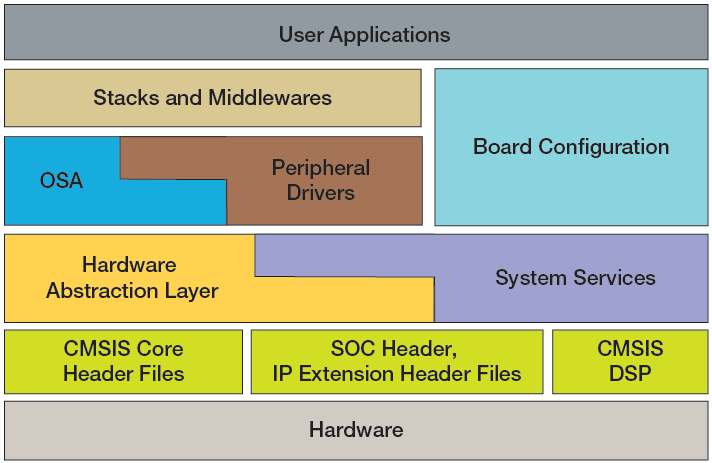 User Applications
Stacks and Middlewares
Board Configuration
OSA
Peripheral
Drivers
Hardware
Abstraction Layer
System Services
CMSIS Core
Header Files
SOC Header,
IP Extension Header Files
CMSIS
DSP
Hardware